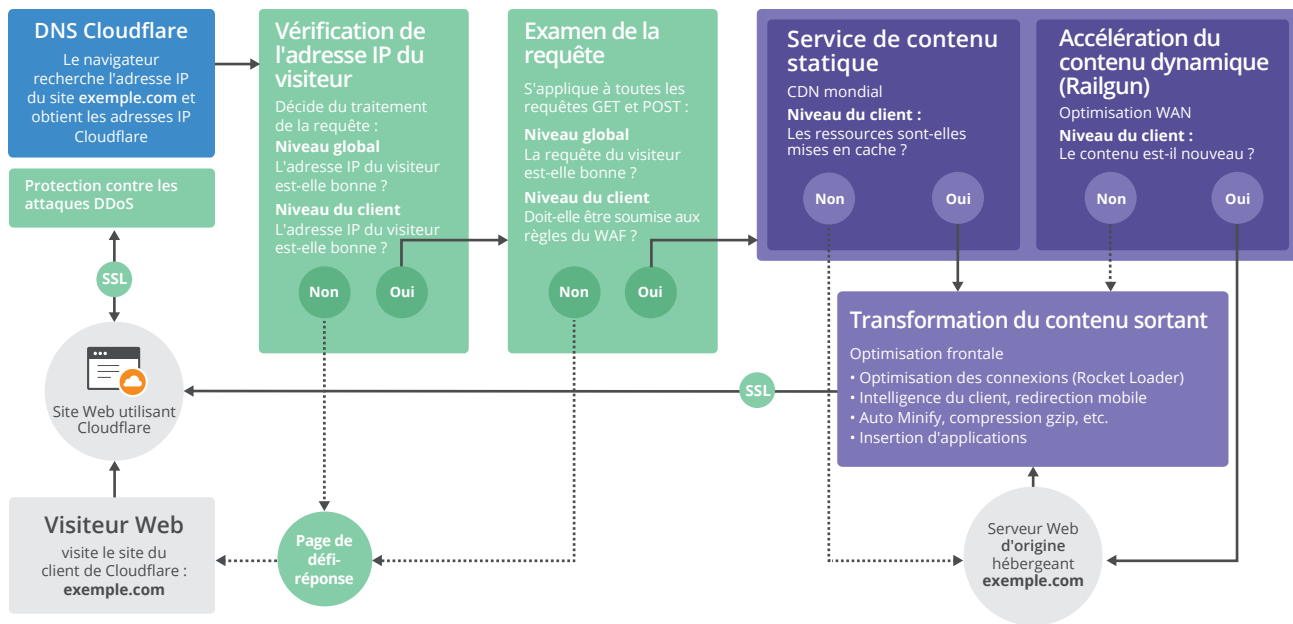 DNS Cloudflare
Le navigateur
recherche l'adresse IP
du site exemple.com et
obtient les adresses IP
Cloudflare
Protection contre les
attaques DDoS
SSL
Site Web utilisant
Cloudflare
Visiteur Web
visite le site du
client de Cloudflare :
exemple.com
Vérification de
l'adresse IP du
visiteur
Décide du traitement
de la requête :
Niveau global
L'adresse IP du visiteur
est-elle bonne ?
Niveau du client
L'adresse IP du visiteur
est-elle bonne ?
Non
Oui
Page de
défi-
réponse
Examen de la
requête
S'applique à toutes les
requêtes GET et POST :
Niveau global
La requête du visiteur
est-elle bonne ?
Niveau du client
Doit-elle être soumise aux
règles du WAF ?
Non
Oui
Service de contenu
statique
CDN mondial
Niveau du client :
Les ressources sont-elles
mises en cache ?
Non
Oui
Accélération du
contenu dynamique
(Railgun)
Optimisation WAN
Niveau du client :
Le contenu est-il nouveau ?
Non
Oui
Transformation du contenu sortant
Optimisation frontale
• Optimisation des connexions (Rocket Loader)
• Intelligence du client, redirection mobile
• Auto Minify, compression gzip, etc.
• Insertion d'applications
SSL
Serveur Web
d'origine
hébergeant
exemple.com